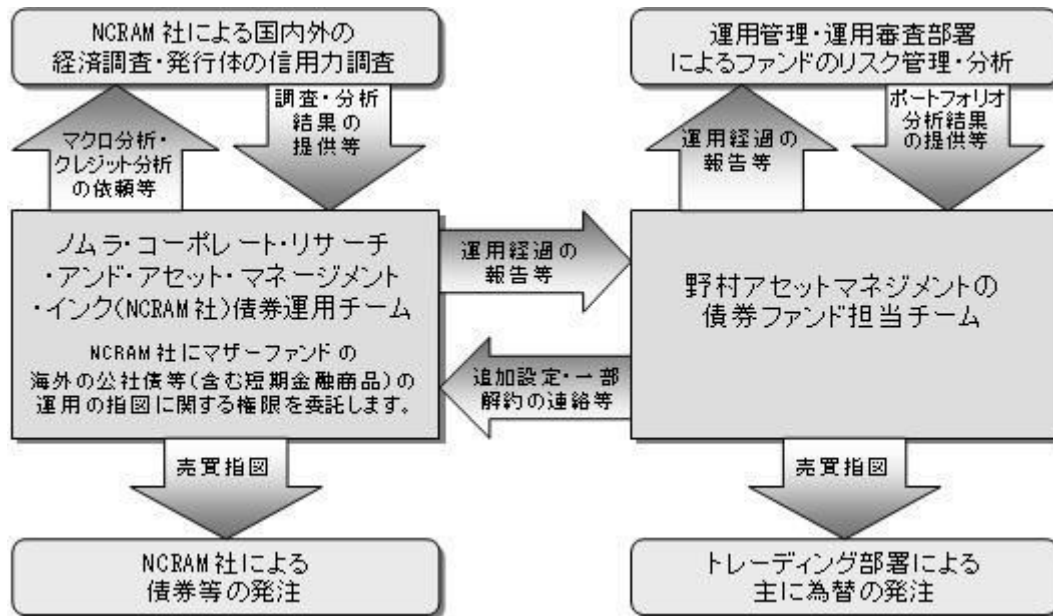 NCRAM社による国内外の
経済調査・発行体の信用力調査
運用管理・運用審査部署
によるファンドのリスク管理・分析
マクロ分析・
クレジット分析
の依頼等
調査・分析
結果の
提供等
運用経過の
報告等
ポートフォリオ
分析結果
の提供等
ノムラ・コーポレート・リサーチ
・アンド・アセット・マネージメント
・インク(NCRAM社)債券運用チーム
NCRAM社にマザーファンドの
海外の公社債等(含む短期金融商品)の
運用の指図に関する権限を委託します。
運用経過の
報告等
追加設定・一部
解約の連絡等
野村アセットマネジメントの
債券ファンド担当チーム
売買指図
売買指図
NCRAM社による
債券等の発注
トレーディング部署による
主に為替の発注